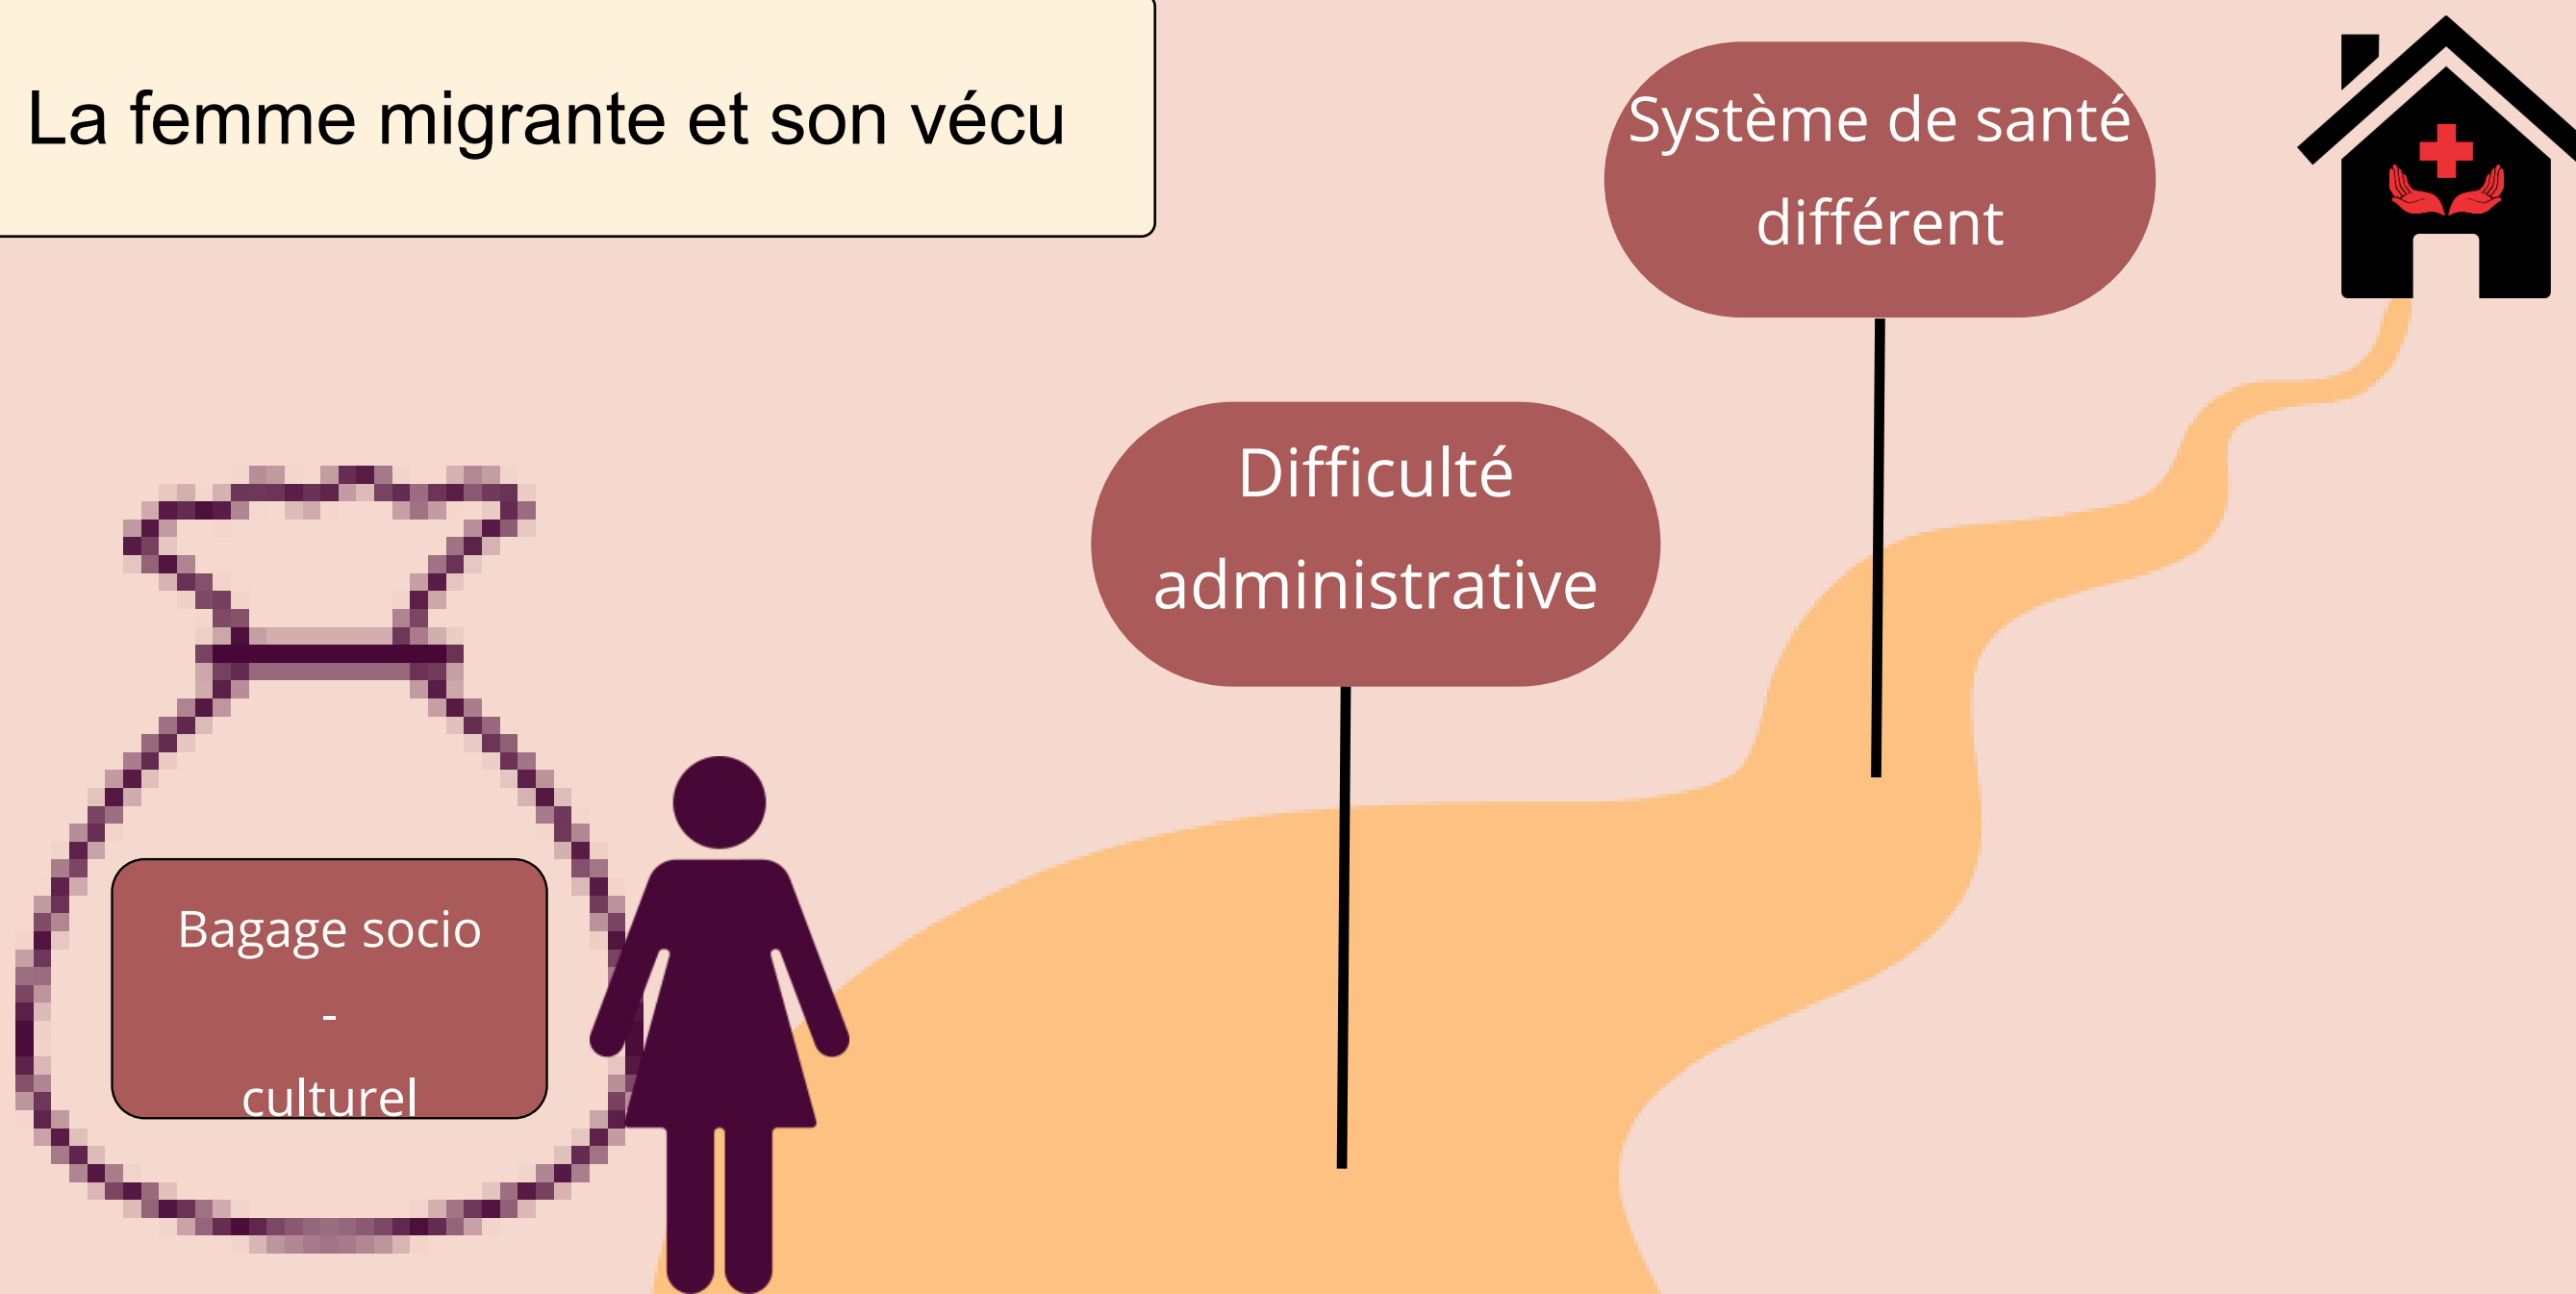 La femme migrante et son vécu
Système de santé
différent
Difficulté
administrative
Bagage socio
-
culturel